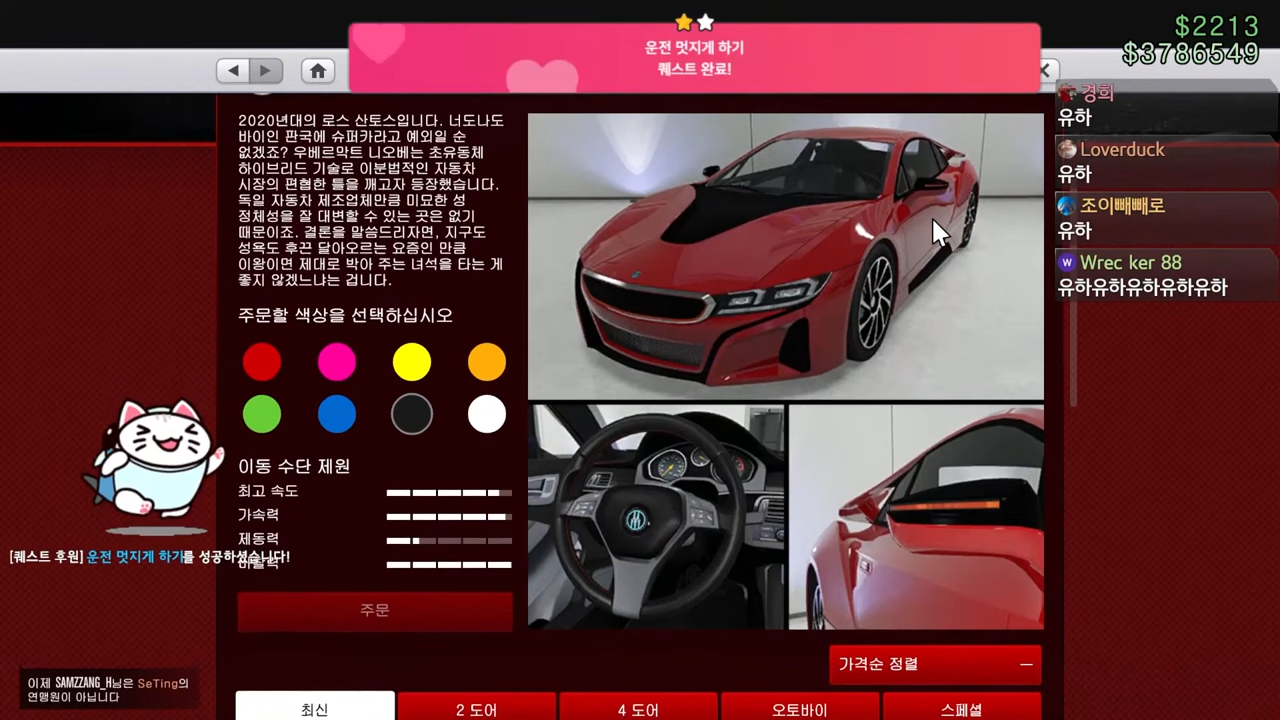 운전 멋지게 하기
퀘스트 완료!
$2213
$3786549
경희
유하
Loverduck
유하
조이빼빼로
유하
W Wrec ker 88
유하유하유하유하유하
2020년대의 로스 산토스입니다. 너도나도
바이인 판국에 슈퍼카라고 예외일 순
없겠죠? 우베르막트 니오베는 초유동체
하이브리드 기술로 이분법적인 자동차
시장의 편협한 틀을 깨고자 등장했습니다.
독일 자동차 제조업체만큼 미묘한 성
정체성을 잘 대변할 수 있는 곳은 없기
때문이죠. 결론을 말씀드리자면, 지구도
성욕도 후끈 달아오르는 요즘인 만큼
이왕이면 제대로 박아 주는 녀석을 타는 게
좋지 않겠느냐는 겁니다.
주문할 색상을 선택하십시오
이동 수단 제원
최고 속도
가속력
제동력
[퀘스트 후원] 운전 멋지게 하기를 성공하셨습니다!
주문
가격순 정렬
이제 SAMZZANG_H님은 SeTing의
연맹원이 아닙니다
최신
2 도어
4 도어
오토바이
스페셜